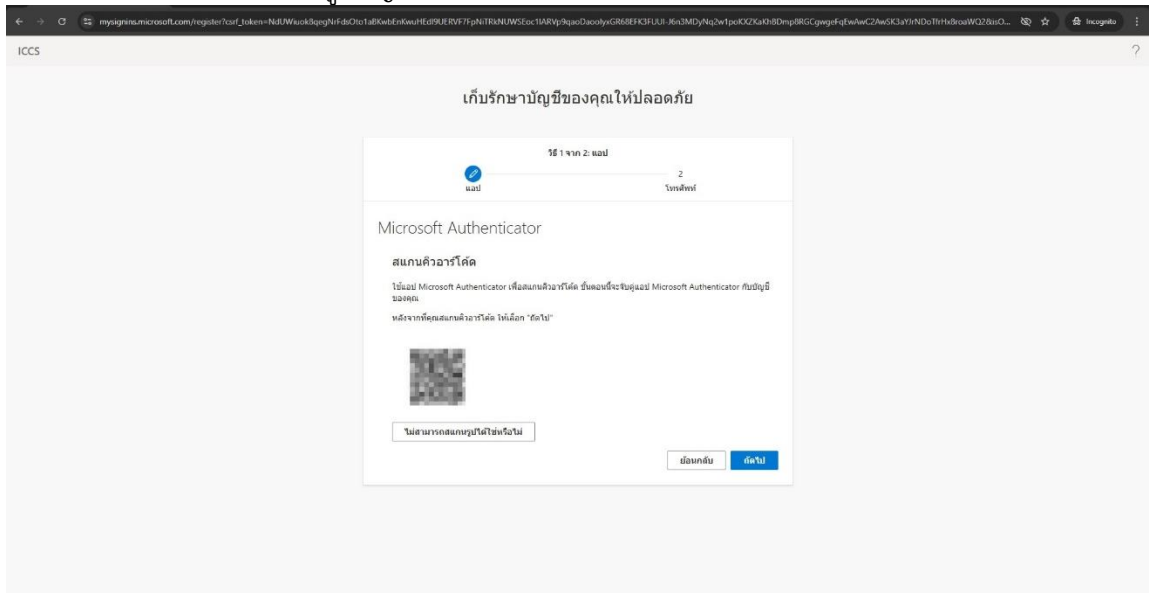 mysignins.microsoft.com/register?csrf_token=
Incognito
ICCS
?
เก็บรักษาบัญชีของคุณให้ปลอดภัย
วิธี 1 จาก 2: แอป
2
แอป
โทรศัพท์
Microsoft Authenticator
สแกนคิวอาร์โค้ด
ใช้แอป Microsoft Authenticator เพื่อสแกนคิวอาร์โค้ด ขั้นตอนนี้จะจับคู่แอป Microsoft Authenticator กับบัญชี
ของคุณ
หลังจากที่คุณสแกนคิวอาร์โค้ด ให้เลือก "ถัดไป"
ไม่สามารถสแกนรูปได้ใช่หรือไม่
ย้อนกลับ
ถัดไป